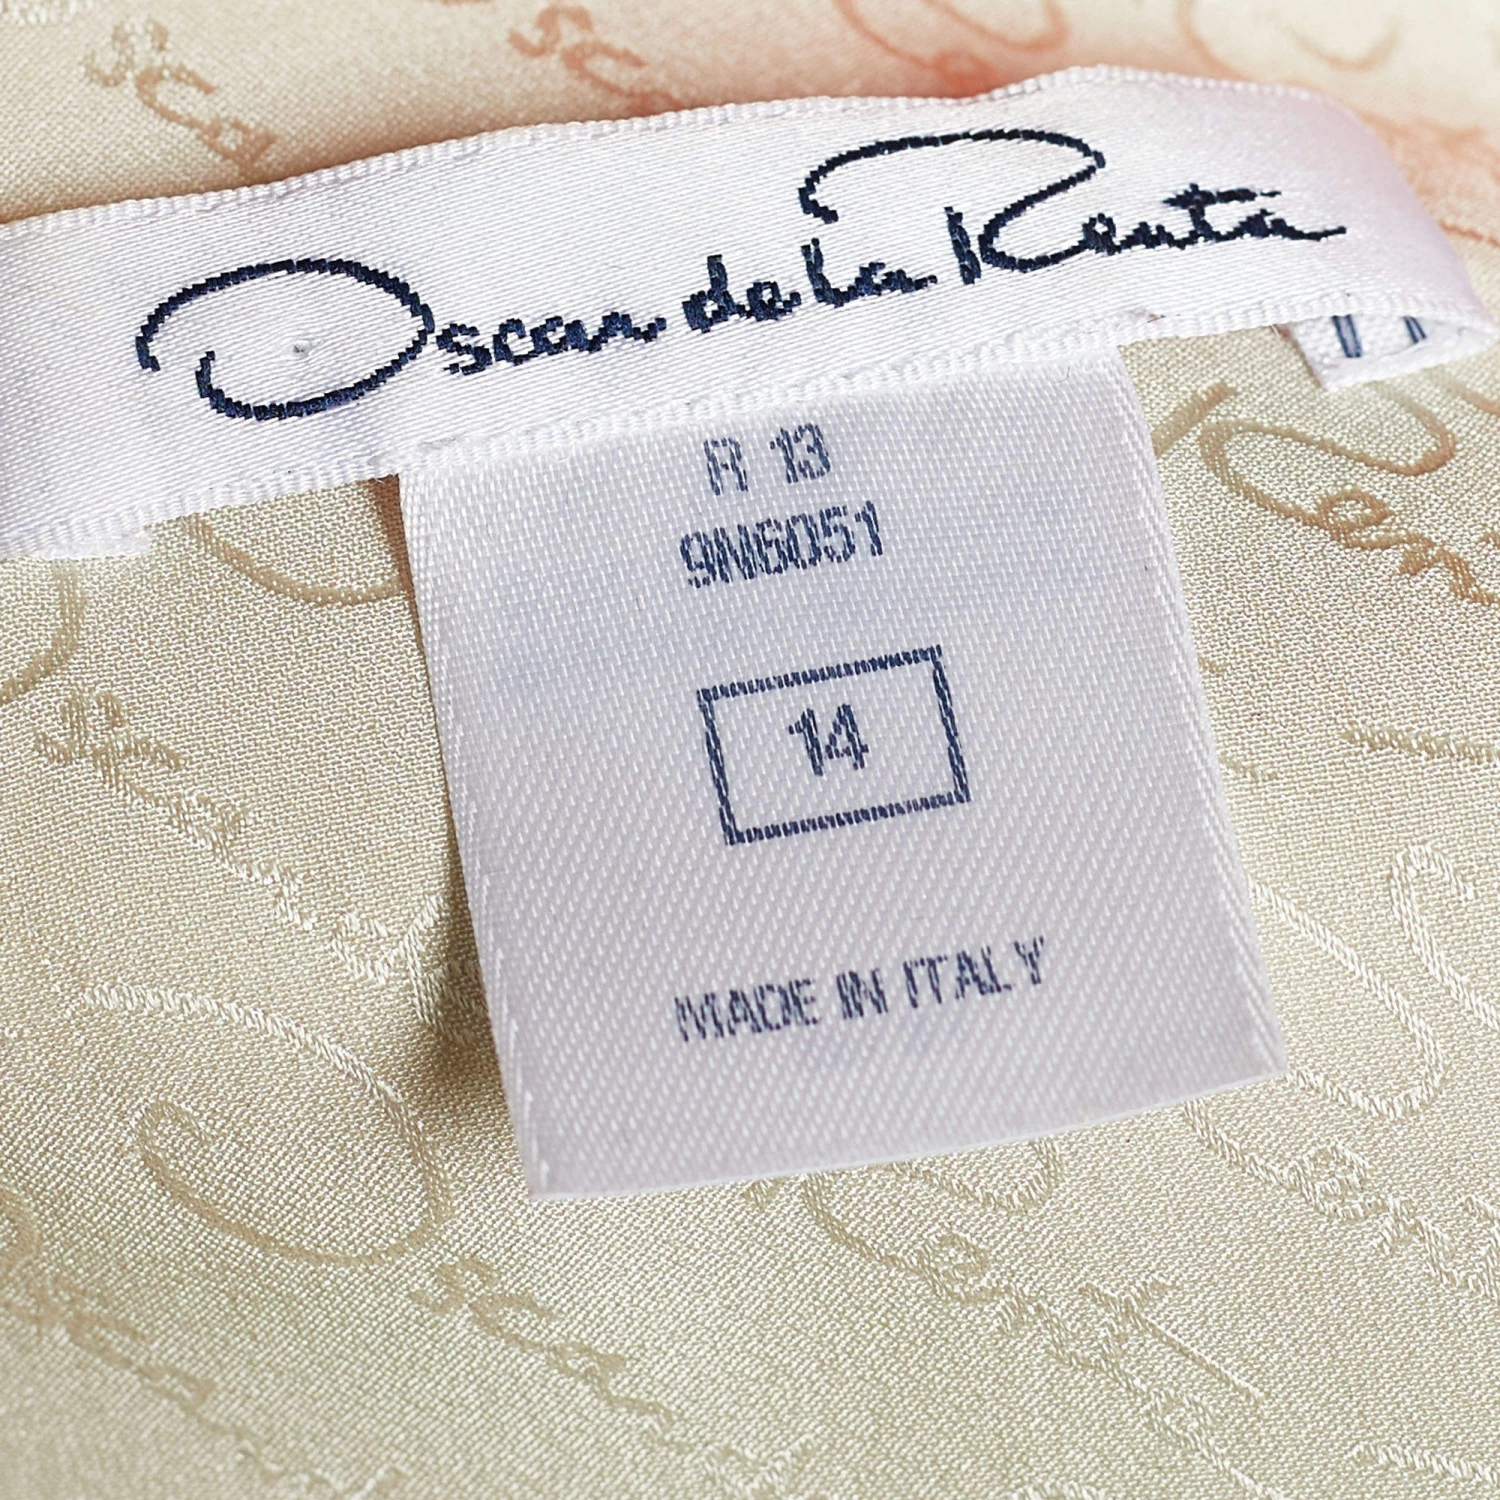 Oscar de la Renta
R 13
9N6051
14
MADE IN ITALY